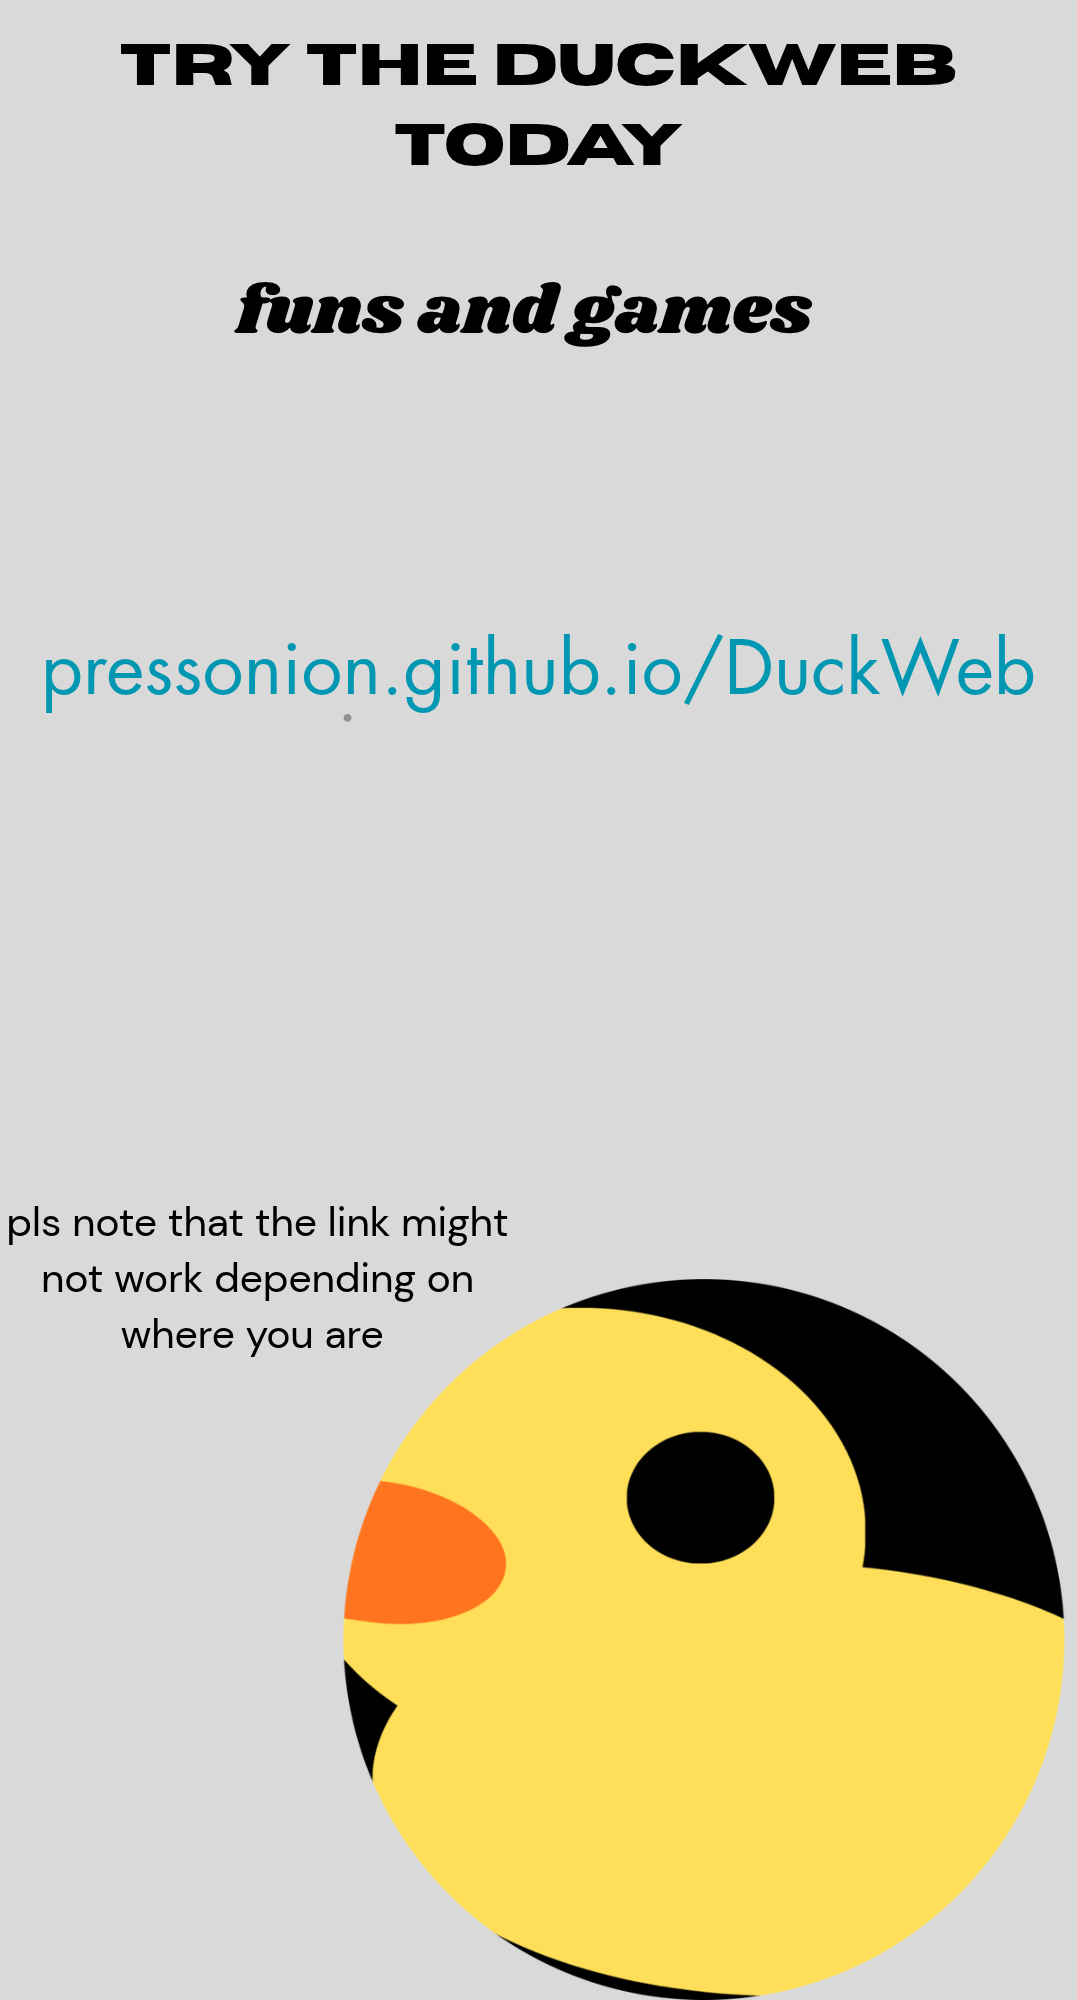 TRY THE DUCKWEB
TODAY
funs and games
pressonion.github.io/DuckWeb
pls note that the link might
not work depending on
where you are